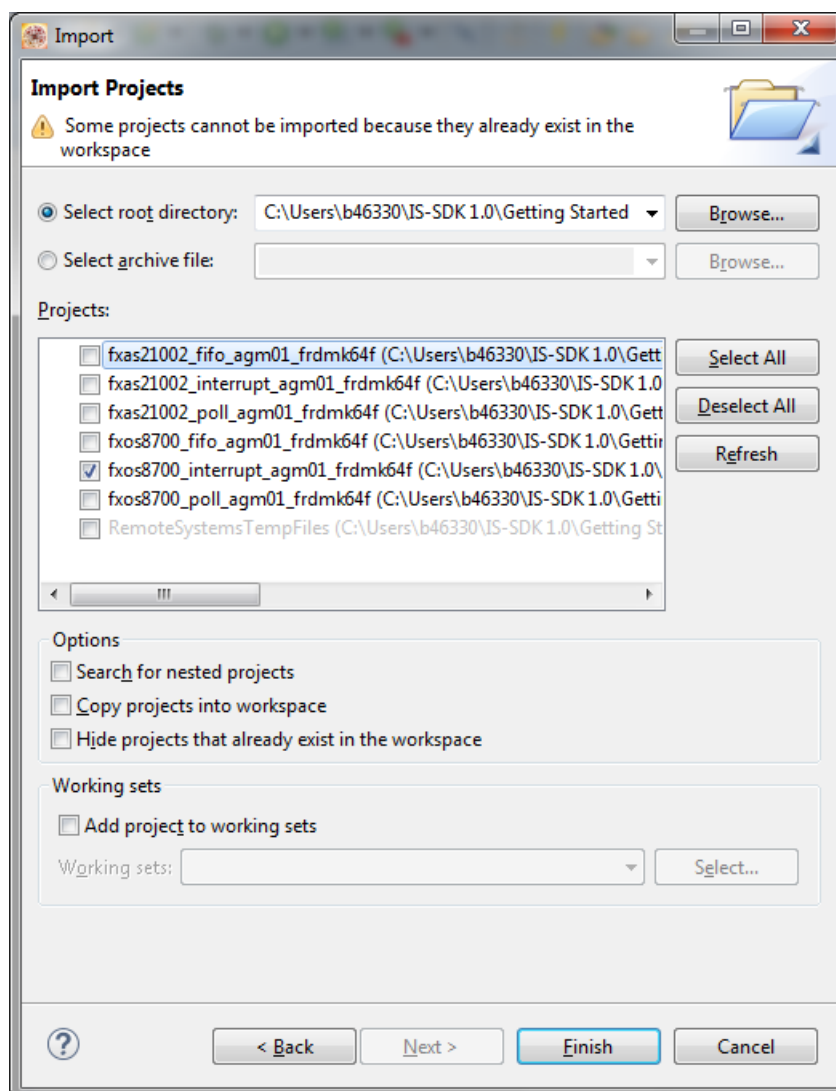 Import
Import Projects
Some projects cannot be imported because they already exist in the
workspace
Select root directory: C:\Users\b46330\IS-SDK 1.0\Getting Started Browse...
Select archive file: Browse...
Projects:
fxas21002_fifo_agm01_frdmk64f (C:\Users\b46330\IS-SDK 1.0\Gett
fxas21002_interrupt_agm01_frdmk64f (C:\Users\b46330\IS-SDK 1.0
fxas21002_poll_agm01_frdmk64f (C:\Users\b46330\IS-SDK 1.0\Gett
fxos8700_fifo_agm01_frdmk64f (C:\Users\b46330\IS-SDK 1.0\Gettin
fxos8700_interrupt_agm01_frdmk64f (C:\Users\b46330\IS-SDK 1.0\
fxos8700_poll_agm01_frdmk64f (C:\Users\b46330\IS-SDK 1.0\Getti
RemoteSystemsTempFiles (C:\Users\b46330\IS-SDK 1.0\Getting St
Select All
Deselect All
Refresh
Options
Search for nested projects
Copy projects into workspace
Hide projects that already exist in the workspace
Working sets
Add project to working sets
Working sets: Select...
? < Back Next > Finish Cancel